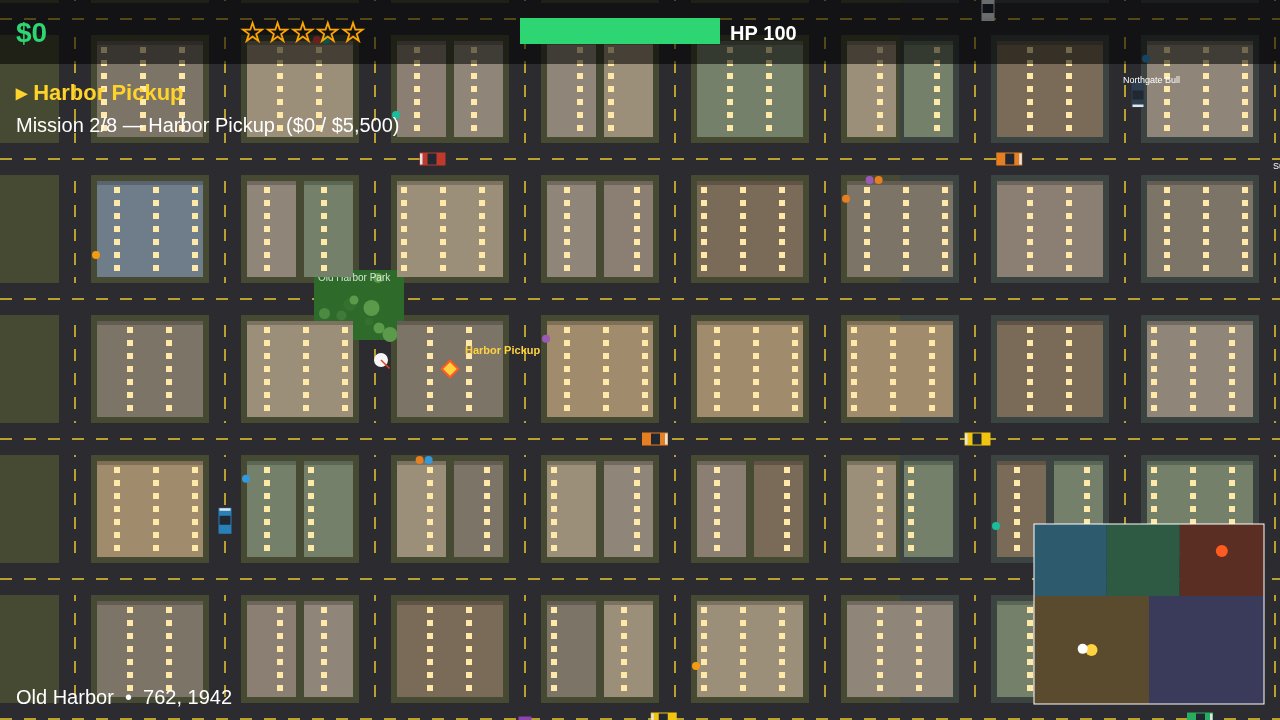 $0
HP 100
Northgate Bull
▸ Harbor Pickup
Mission 2/8 — Harbor Pickup ($0 / $5,500)
Old Harbor Park
Harbor Pickup
Old Harbor • 762, 1942